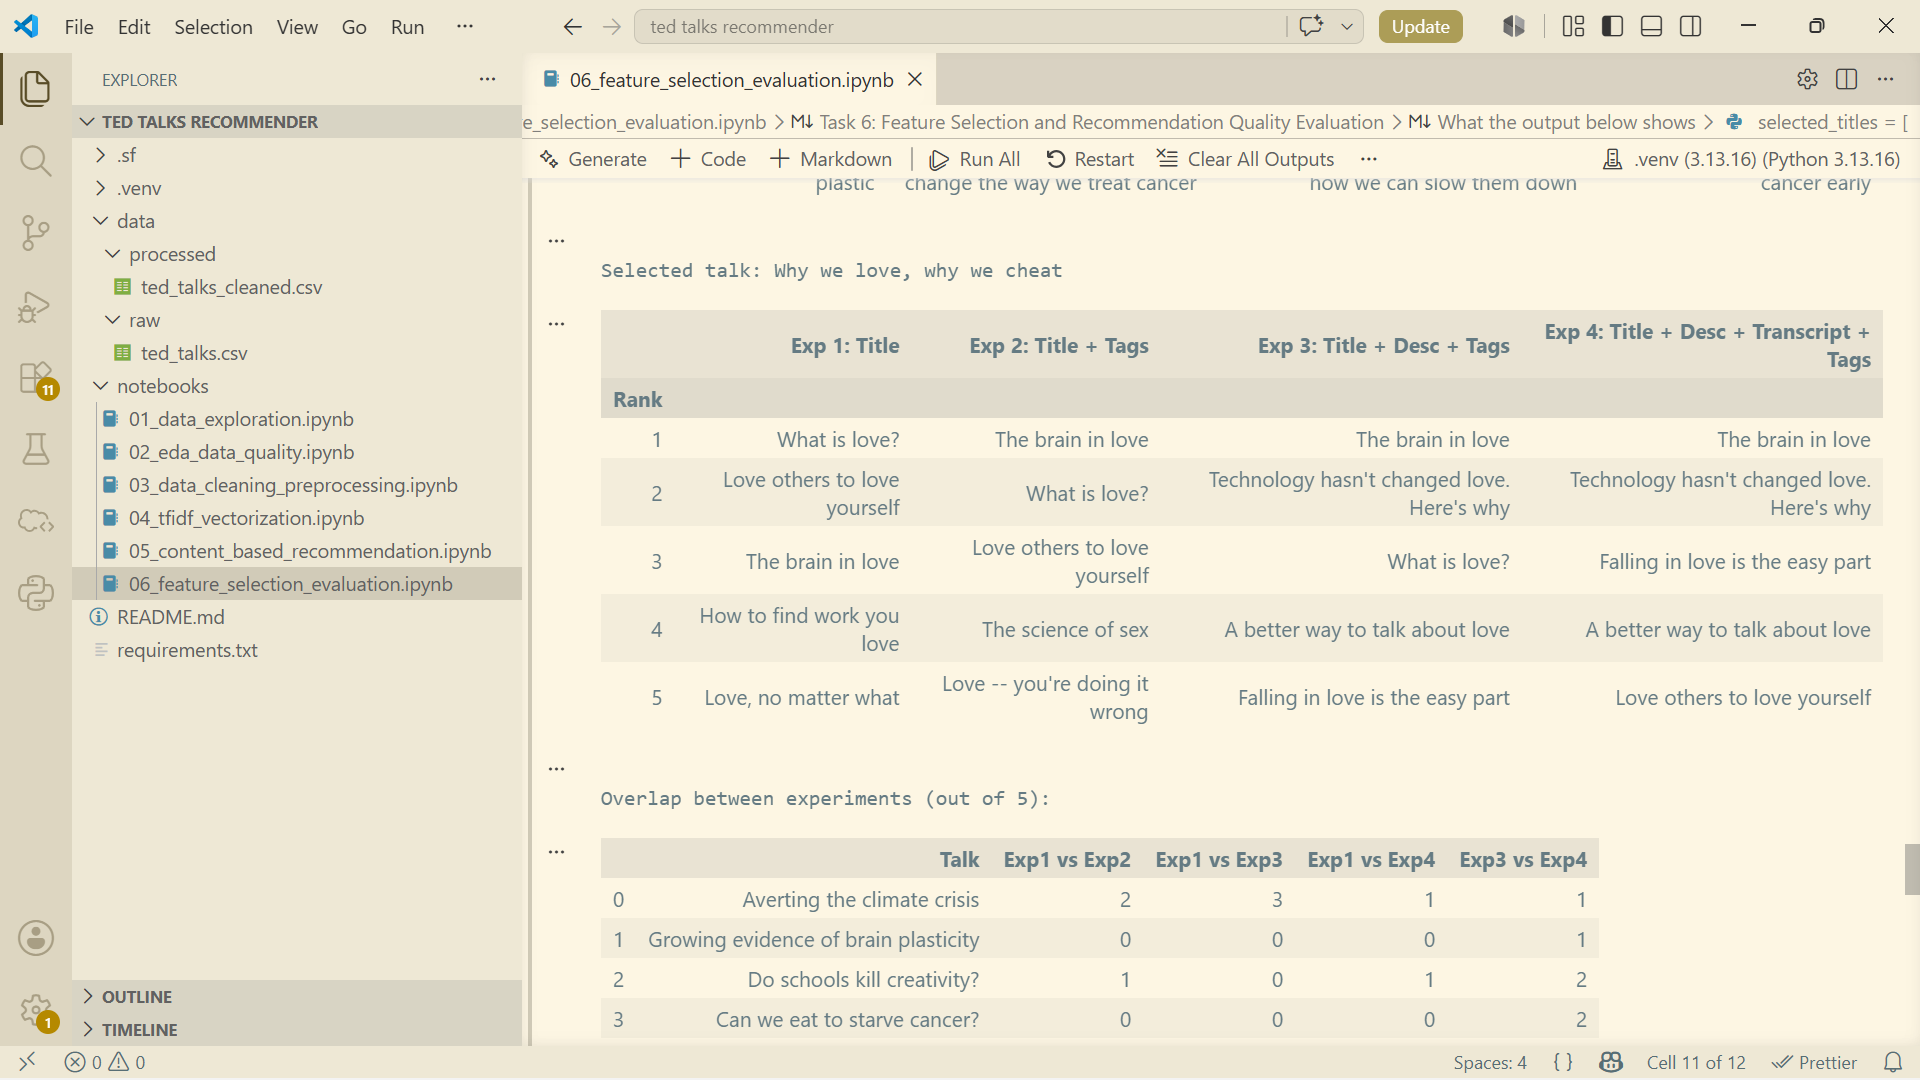 File Edit Selection View Go Run ···
ted talks recommender
Update
EXPLORER
TED TALKS RECOMMENDER
.sf
.venv
data
processed
ted_talks_cleaned.csv
raw
ted_talks.csv
notebooks
01_data_exploration.ipynb
02_eda_data_quality.ipynb
03_data_cleaning_preprocessing.ipynb
04_tfidf_vectorization.ipynb
05_content_based_recommendation.ipynb
06_feature_selection_evaluation.ipynb
README.md
requirements.txt
OUTLINE
TIMELINE
11
1
06_feature_selection_evaluation.ipynb
e_selection_evaluation.ipynb > M↓ Task 6: Feature Selection and Recommendation Quality Evaluation > M↓ What the output below shows > selected_titles = [
Generate + Code + Markdown | Run All Restart Clear All Outputs ··· .venv (3.13.16) (Python 3.13.16)
plastic change the way we treat cancer how we can slow them down cancer early
Selected talk: Why we love, why we cheat
Exp 1: Title Exp 2: Title + Tags Exp 3: Title + Desc + Tags Exp 4: Title + Desc + Transcript +
Tags
Rank
1 What is love? The brain in love The brain in love The brain in love
2 Love others to love yourself What is love? Technology hasn't changed love. Here's why Technology hasn't changed love. Here's why
3 The brain in love Love others to love yourself What is love? Falling in love is the easy part
4 How to find work you love The science of sex A better way to talk about love A better way to talk about love
5 Love, no matter what Love -- you're doing it wrong Falling in love is the easy part Love others to love yourself
Overlap between experiments (out of 5):
Talk Exp1 vs Exp2 Exp1 vs Exp3 Exp1 vs Exp4 Exp3 vs Exp4
0 Averting the climate crisis 2 3 1 1
1 Growing evidence of brain plasticity 0 0 0 1
2 Do schools kill creativity? 1 0 1 2
3 Can we eat to starve cancer? 0 0 0 2
0 0 Spaces: 4 { } Cell 11 of 12 Prettier